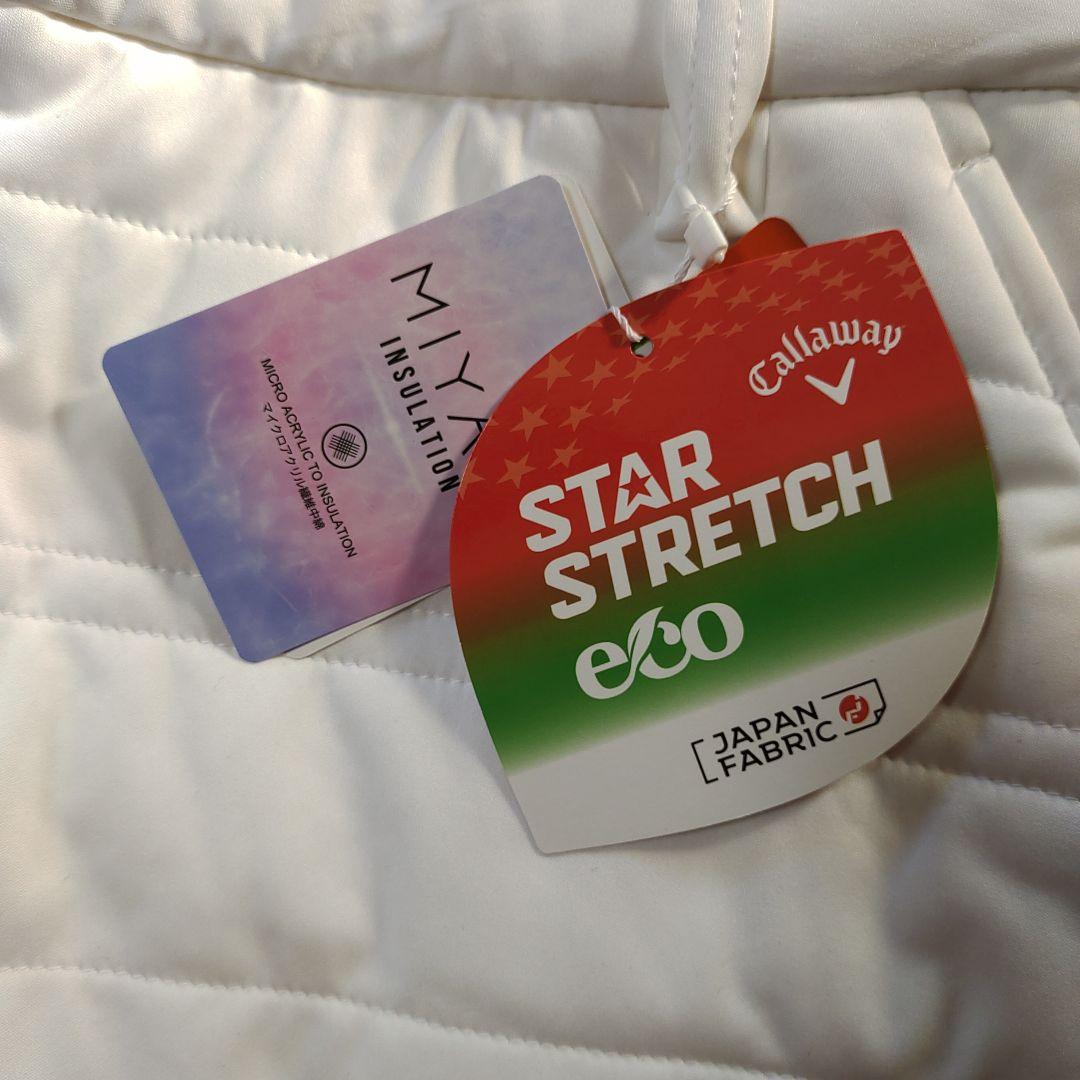 MIYA
INSULATION
MICRO ACRYLIC TO INSULATION
マイクロアクリル繊維中綿
Callaway
STAR
STRETCH
eco
JAPAN
FABRIC